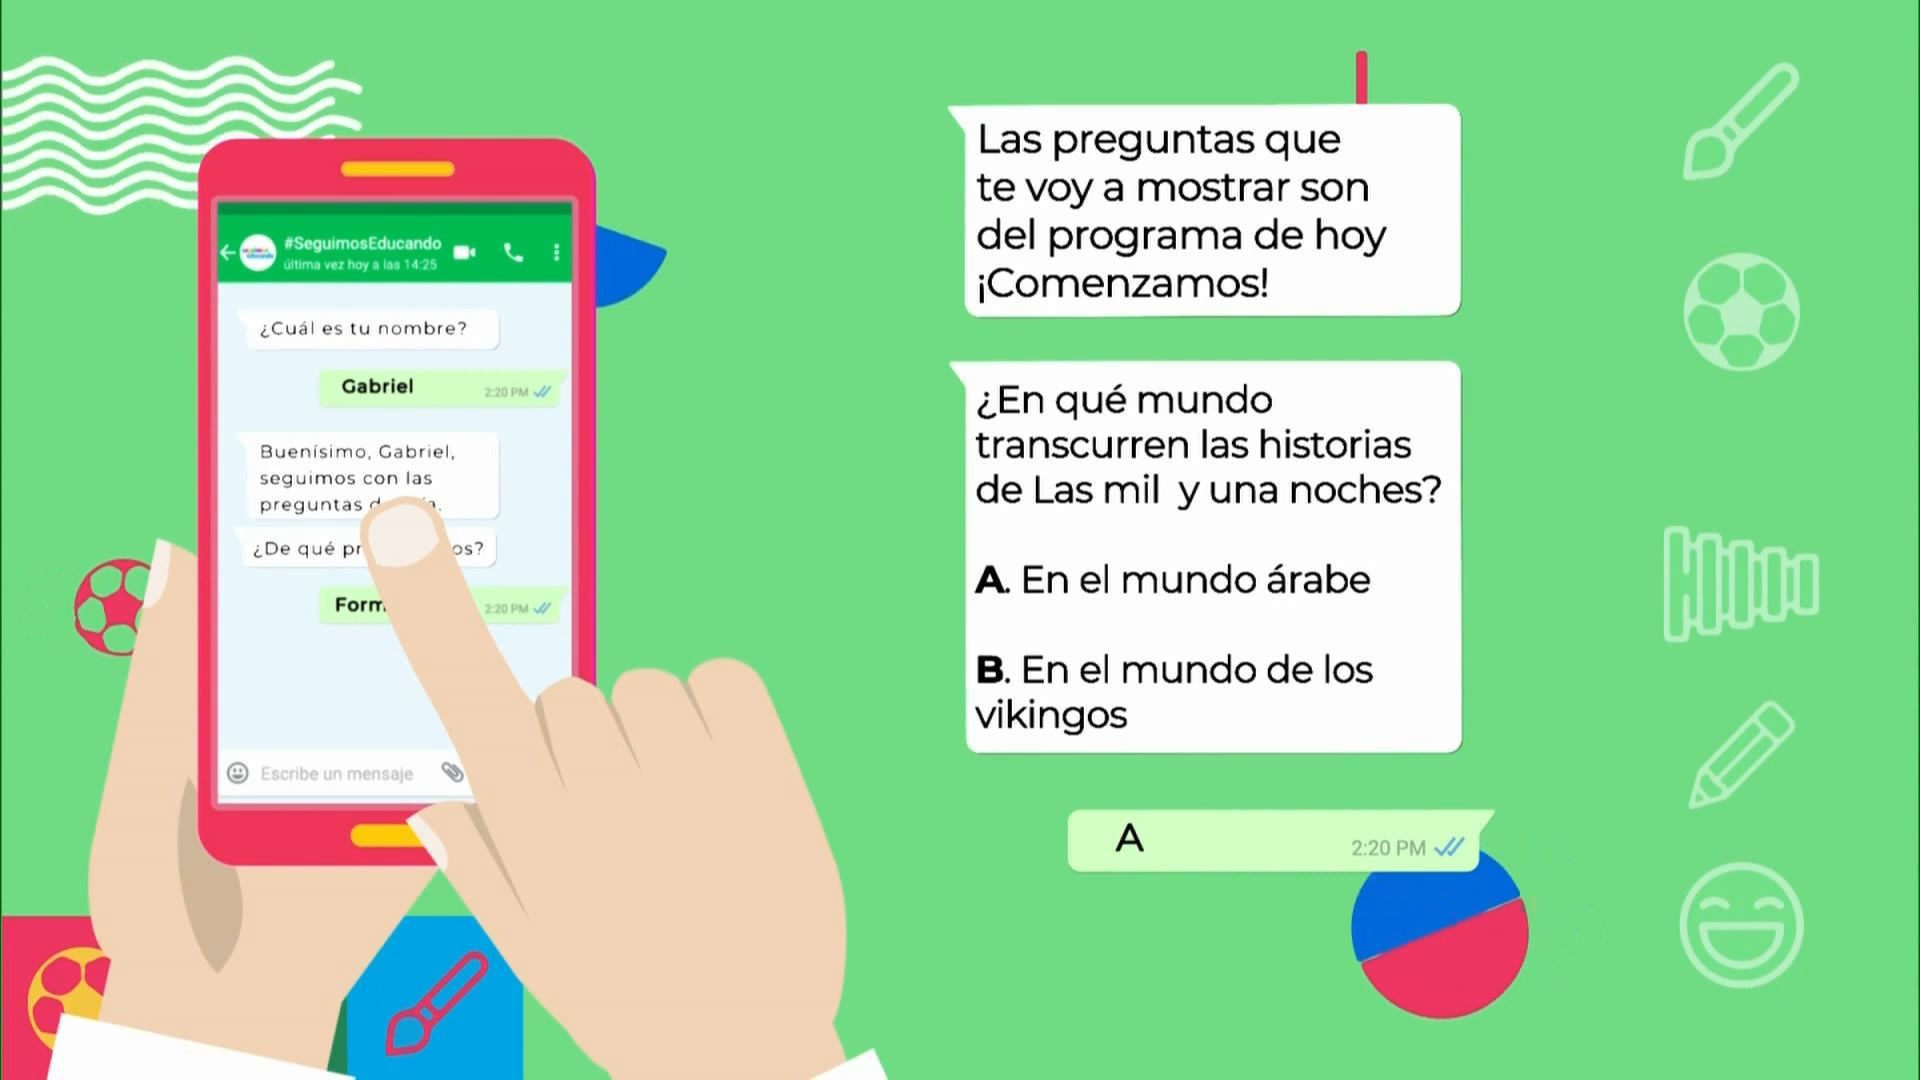 #SeguimosEducando
última vez hoy a las 14:25
¿Cuál es tu nombre?
Gabriel
2:20 PM
Buenísimo, Gabriel,
seguimos con las
preguntas
¿De qué
2:20 PM
Escribe un mensaje
Las preguntas que
te voy a mostrar son
del programa de hoy
¡Comenzamos!
¿En qué mundo
transcurren las historias
de Las mil y una noches?
A. En el mundo árabe
B. En el mundo de los
vikingos
A
2:20 PM